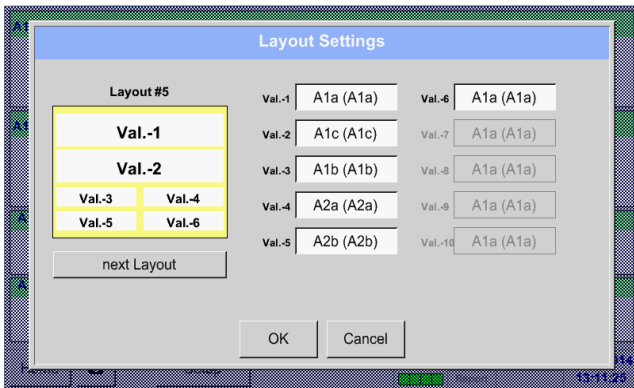 Layout Settings
Layout #5
Val.-1
Val.-2
Val.-3 Val.-4
Val.-5 Val.-6
next Layout
Val.-1 A1a (A1a)
Val.-2 A1c (A1c)
Val.-3 A1b (A1b)
Val.-4 A2a (A2a)
Val.-5 A2b (A2b)
Val.-6 A1a (A1a)
Val.-7 A1a (A1a)
Val.-8 A1a (A1a)
Val.-9 A1a (A1a)
Val.-10 A1a (A1a)
OK Cancel
Report
13:11:25